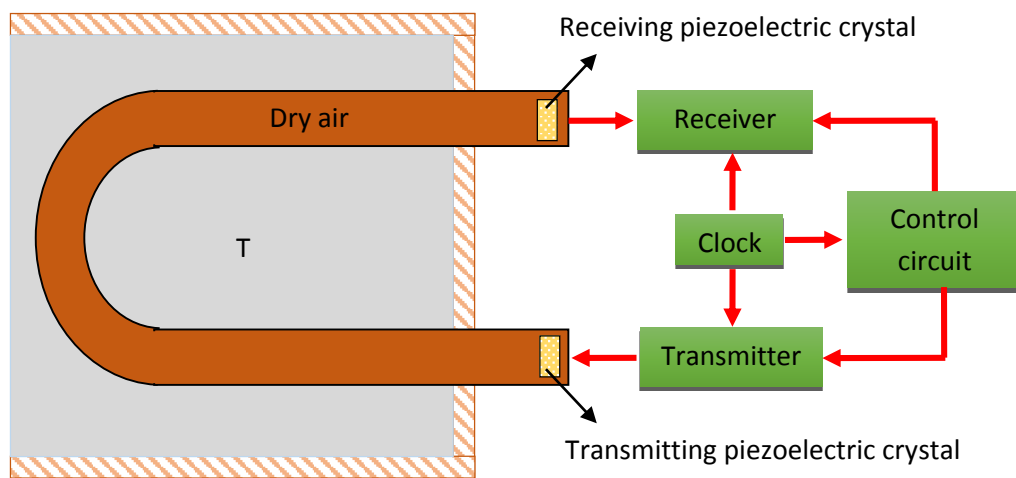 Receiving piezoelectric crystal
Dry air
Receiver
T
Clock
Control
circuit
Transmitter
Transmitting piezoelectric crystal